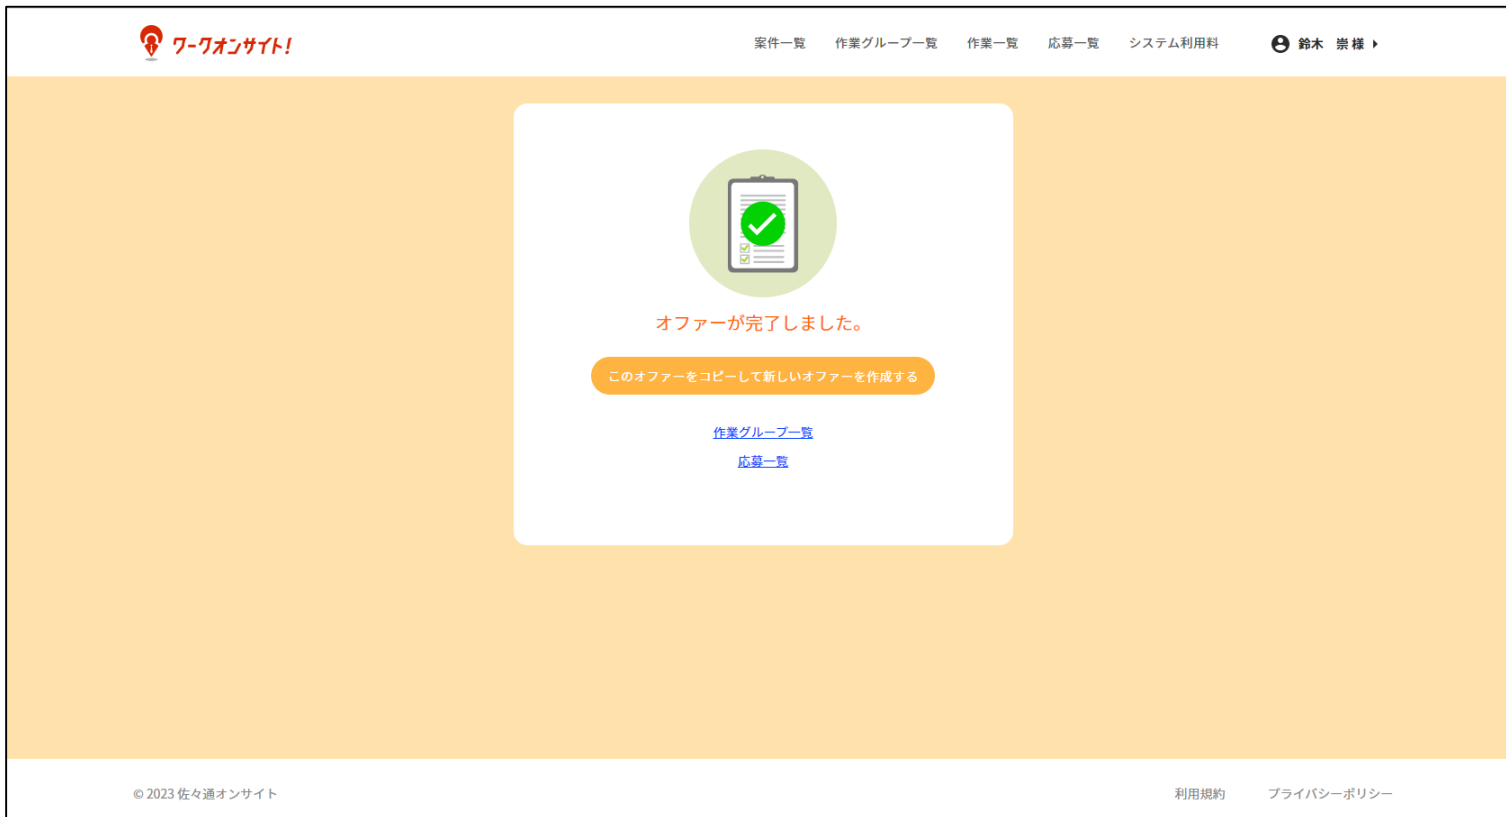 ワークオンサイト!
案件一覧 作業グループ一覧 作業一覧 応募一覧 システム利用料 鈴木 崇 様
オファーが完了しました。
このオファーをコピーして新しいオファーを作成する
作業グループ一覧
応募一覧
© 2023 佐々通オンサイト
利用規約 プライバシーポリシー